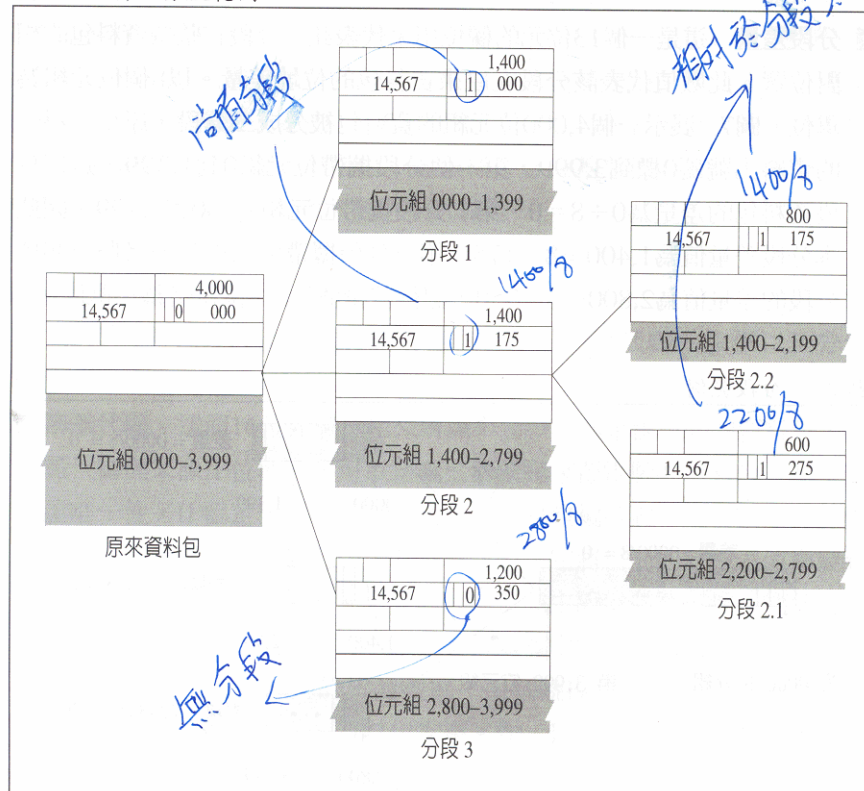 相對於分段
尚有分段
1,400
14,567 1 000
位元組 0000–1,399
分段 1
1400/8
800
14,567 1 175
位元組 1,400–2,199
分段 2.2
4,000
14,567 0 000
位元組 0000–3,999
原來資料包
1400/8
1,400
14,567 1 175
位元組 1,400–2,799
分段 2
2200/8
600
14,567 1 275
位元組 2,200–2,799
分段 2.1
2800/8
1,200
14,567 0 350
位元組 2,800–3,999
分段 3
無分段